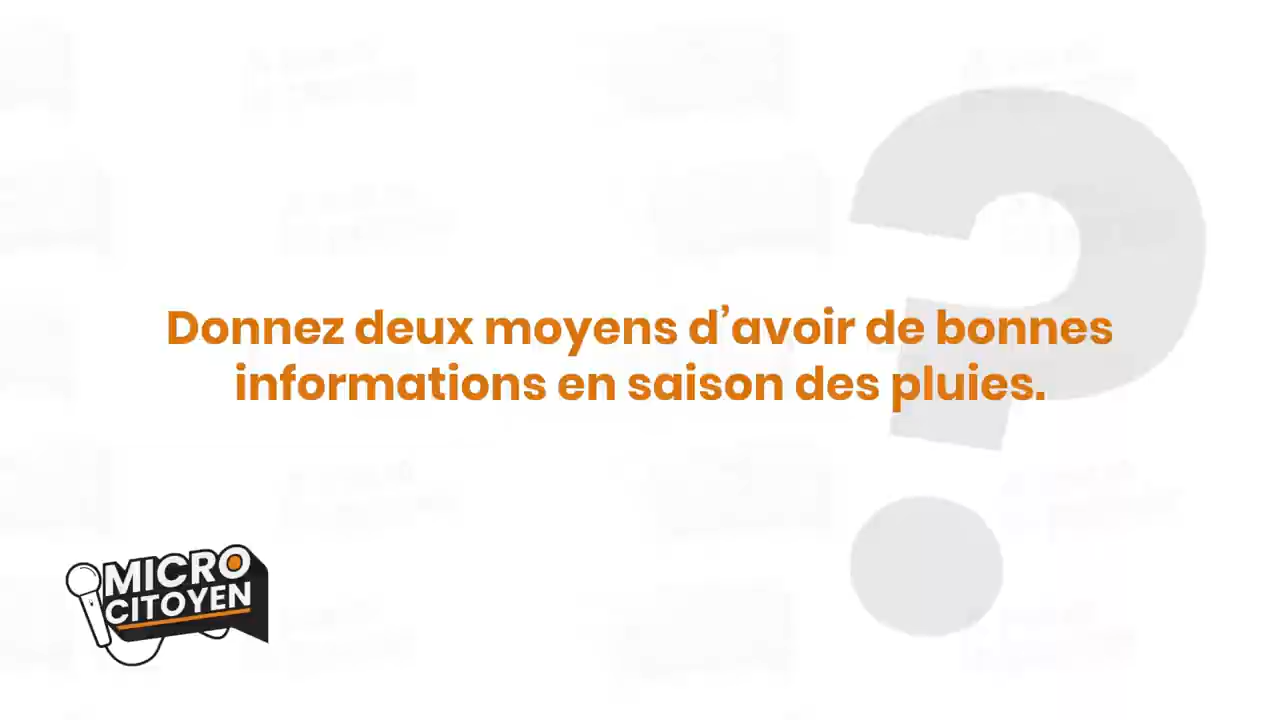 Donnez deux moyens d’avoir de bonnes
informations en saison des pluies.
MICRO
CITOYEN